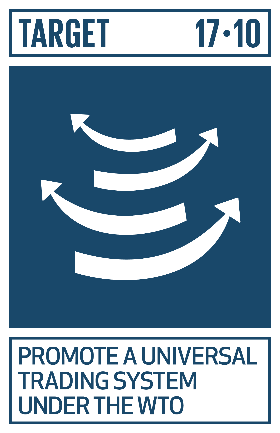 TARGET 17·10
PROMOTE A UNIVERSAL
TRADING SYSTEM
UNDER THE WTO